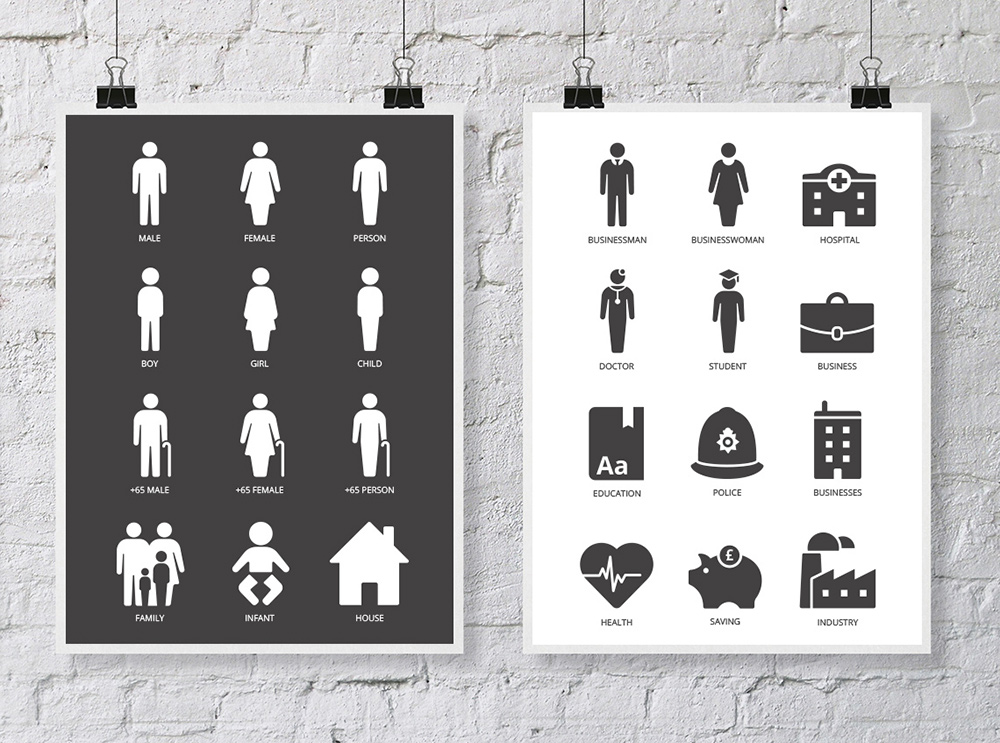 MALE FEMALE PERSON
BOY GIRL CHILD
+65 MALE +65 FEMALE +65 PERSON
FAMILY INFANT HOUSE
BUSINESSMAN BUSINESSWOMAN HOSPITAL
DOCTOR STUDENT BUSINESS
Aa
EDUCATION POLICE BUSINESSES
£
HEALTH SAVING INDUSTRY